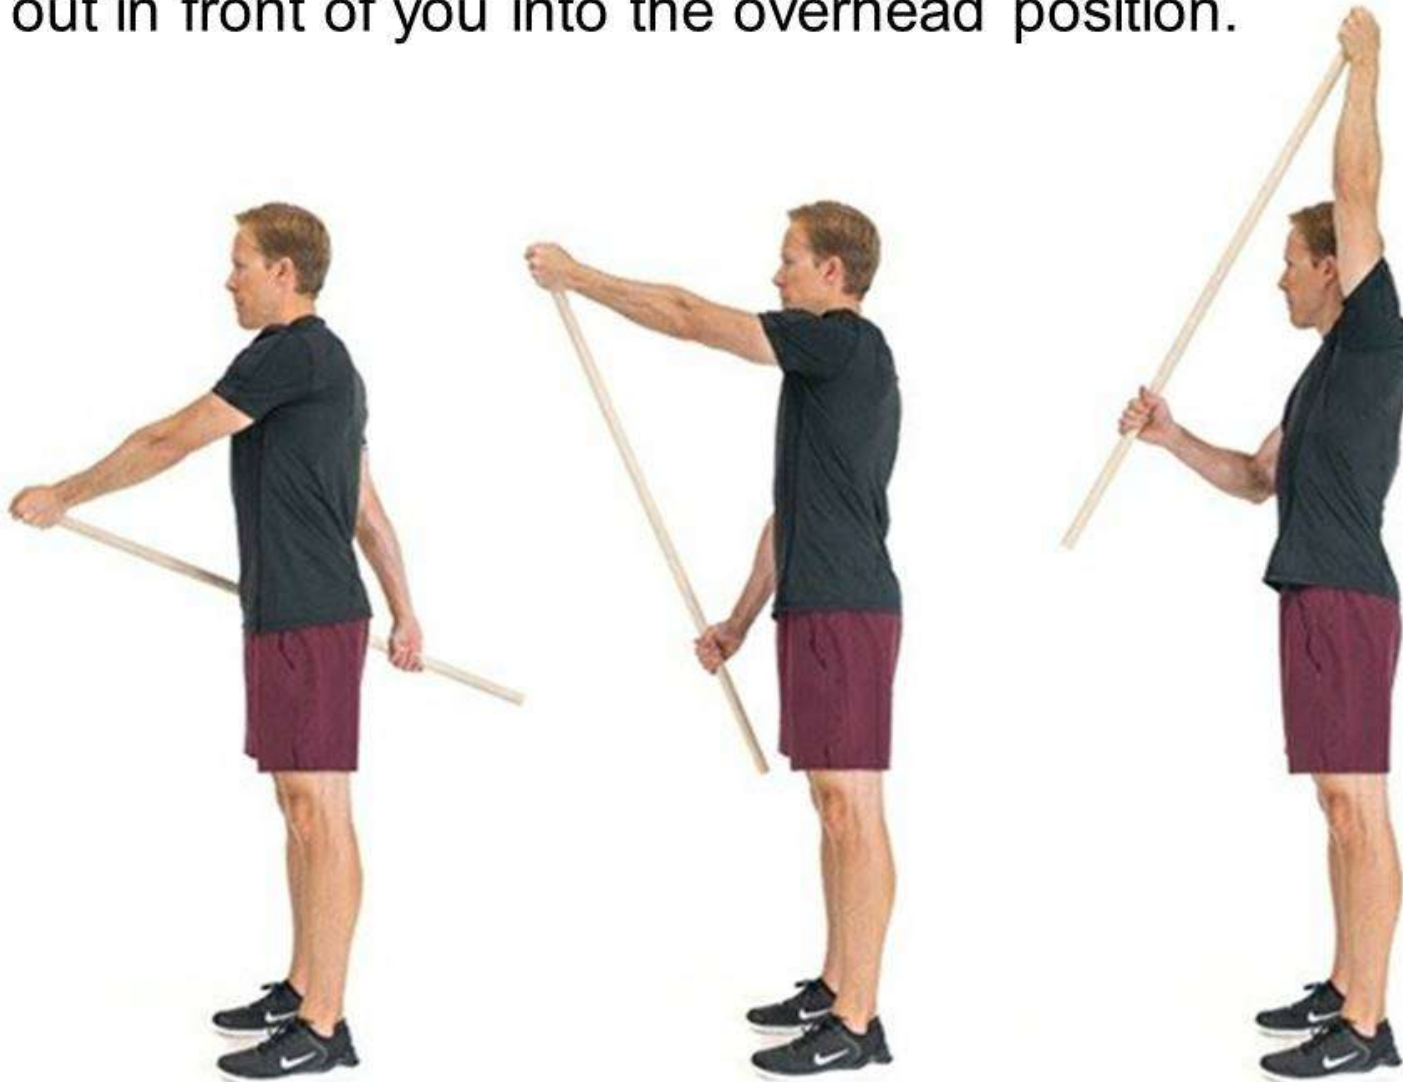 out in front of you into the overhead position.